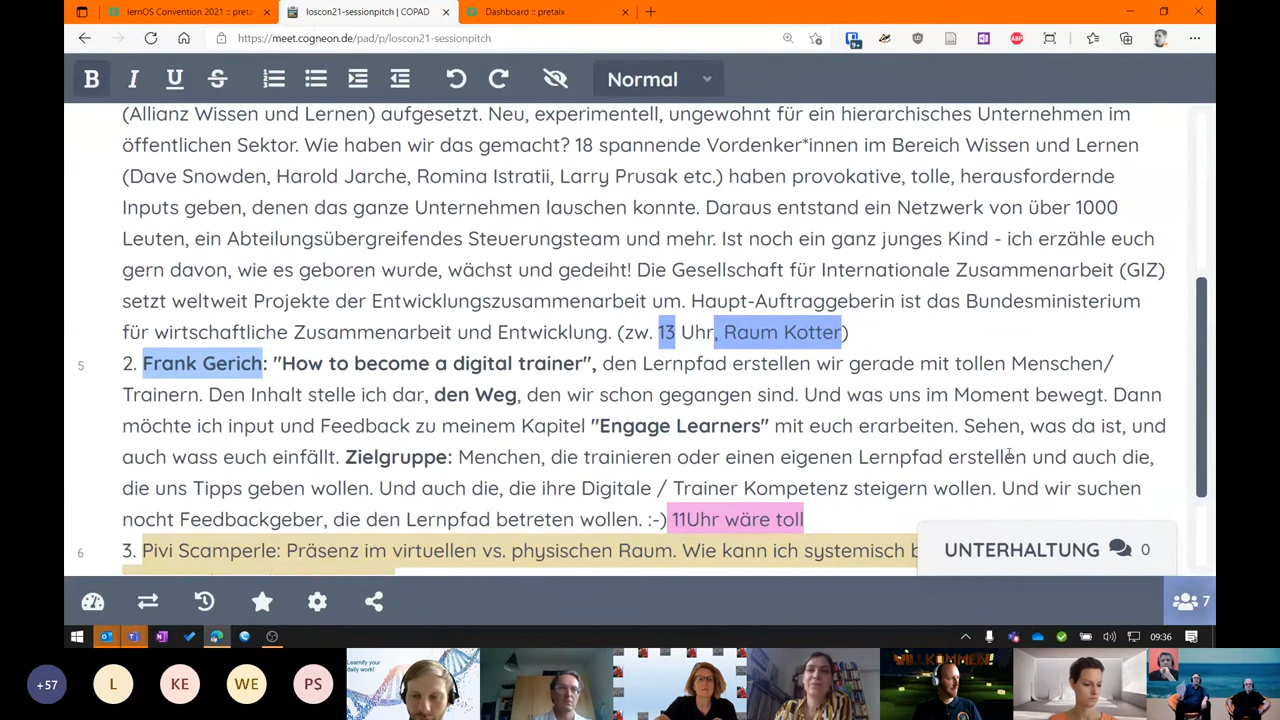 lernOS Convention 2021 :: preta
loscon21-sessionpitch | COPAD
Dashboard :: pretalx
https://meet.cogneon.de/pad/p/loscon21-sessionpitch
9+
ABP
B I U S
Normal
(Allianz Wissen und Lernen) aufgesetzt. Neu, experimentell, ungewohnt für ein hierarchisches Unternehmen im
öffentlichen Sektor. Wie haben wir das gemacht? 18 spannende Vordenker*innen im Bereich Wissen und Lernen
(Dave Snowden, Harold Jarche, Romina Istratii, Larry Prusak etc.) haben provokative, tolle, herausfordernde
Inputs geben, denen das ganze Unternehmen lauschen konnte. Daraus entstand ein Netzwerk von über 1000
Leuten, ein Abteilungsübergreifendes Steuerungsteam und mehr. Ist noch ein ganz junges Kind - ich erzähle euch
gern davon, wie es geboren wurde, wächst und gedeiht! Die Gesellschaft für Internationale Zusammenarbeit (GIZ)
setzt weltweit Projekte der Entwicklungszusammenarbeit um. Haupt-Auftraggeberin ist das Bundesministerium
für wirtschaftliche Zusammenarbeit und Entwicklung. (zw. 13 Uhr, Raum Kotter)
5 2. Frank Gerich: "How to become a digital trainer", den Lernpfad erstellen wir gerade mit tollen Menschen/
Trainern. Den Inhalt stelle ich dar, den Weg, den wir schon gegangen sind. Und was uns im Moment bewegt. Dann
möchte ich input und Feedback zu meinem Kapitel "Engage Learners" mit euch erarbeiten. Sehen, was da ist, und
auch wass euch einfällt. Zielgruppe: Menchen, die trainieren oder einen eigenen Lernpfad erstellen und auch die,
die uns Tipps geben wollen. Und auch die, die ihre Digitale / Trainer Kompetenz steigern wollen. Und wir suchen
nocht Feedbackgeber, die den Lernpfad betreten wollen. :-) 11Uhr wäre toll
6 3. Pivi Scamperle: Präsenz im virtuellen vs. physischen Raum. Wie kann ich systemisch b
UNTERHALTUNG 0
7
09:36
+57
L
KE
WE
PS
Learnify your
daily work!
WILLKOMMEN!